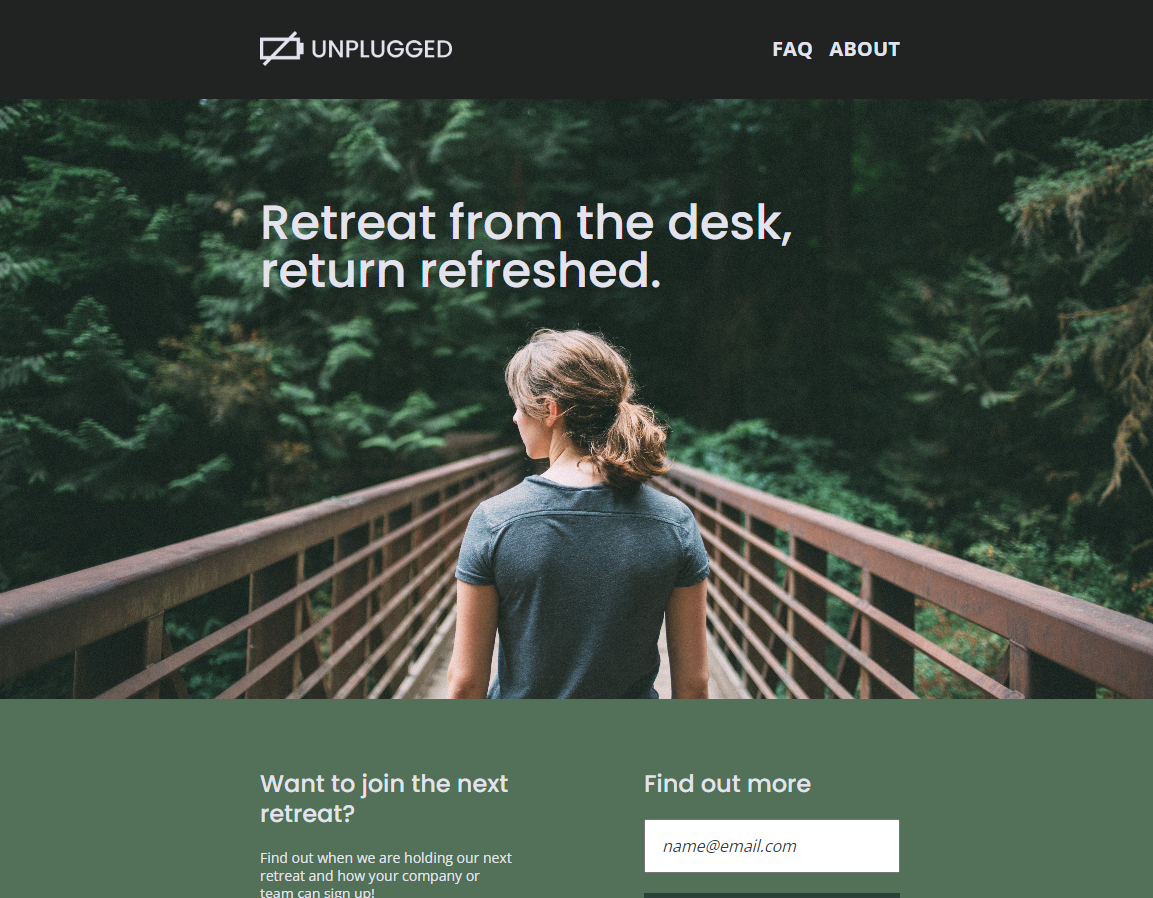 UNPLUGGED
FAQ ABOUT
Retreat from the desk,
return refreshed.
Want to join the next
retreat?
Find out when we are holding our next
retreat and how your company or
team can sign up!
Find out more
name@email.com